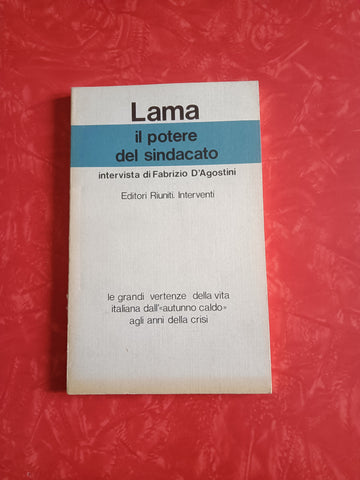 Lama
il potere
del sindacato
intervista di Fabrizio D'Agostini
Editori Riuniti. Interventi
le grandi vertenze della vita
italiana dall'«autunno caldo»
agli anni della crisi